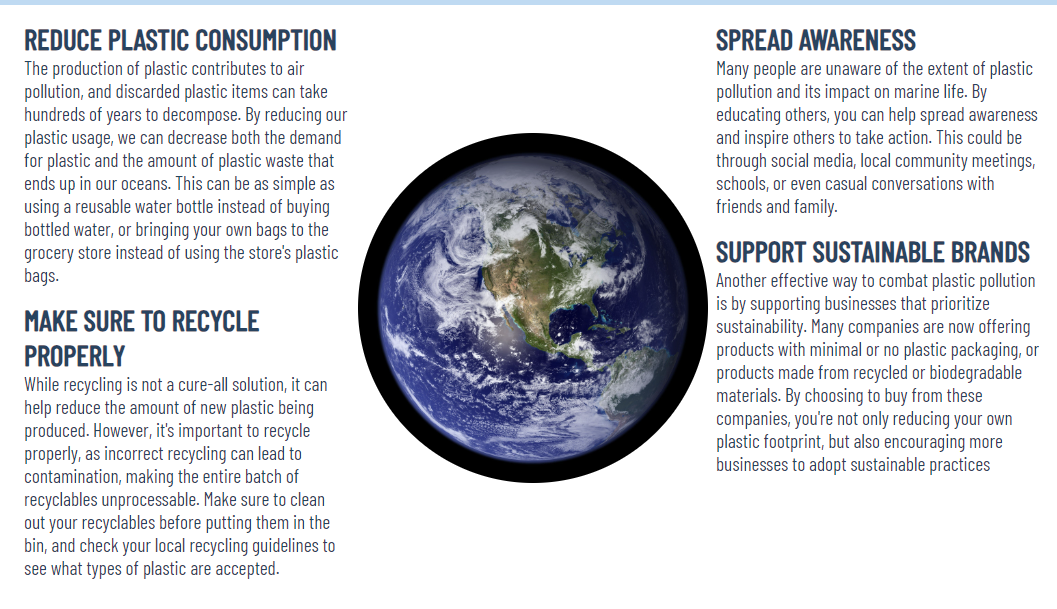 REDUCE PLASTIC CONSUMPTION
The production of plastic contributes to air
pollution, and discarded plastic items can take
hundreds of years to decompose. By reducing our
plastic usage, we can decrease both the demand
for plastic and the amount of plastic waste that
ends up in our oceans. This can be as simple as
using a reusable water bottle instead of buying
bottled water, or bringing your own bags to the
grocery store instead of using the store's plastic
bags.
MAKE SURE TO RECYCLE
PROPERLY
While recycling is not a cure-all solution, it can
help reduce the amount of new plastic being
produced. However, it's important to recycle
properly, as incorrect recycling can lead to
contamination, making the entire batch of
recyclables unprocessable. Make sure to clean
out your recyclables before putting them in the
bin, and check your local recycling guidelines to
see what types of plastic are accepted.
SPREAD AWARENESS
Many people are unaware of the extent of plastic
pollution and its impact on marine life. By
educating others, you can help spread awareness
and inspire others to take action. This could be
through social media, local community meetings,
schools, or even casual conversations with
friends and family.
SUPPORT SUSTAINABLE BRANDS
Another effective way to combat plastic pollution
is by supporting businesses that prioritize
sustainability. Many companies are now offering
products with minimal or no plastic packaging, or
products made from recycled or biodegradable
materials. By choosing to buy from these
companies, you're not only reducing your own
plastic footprint, but also encouraging more
businesses to adopt sustainable practices